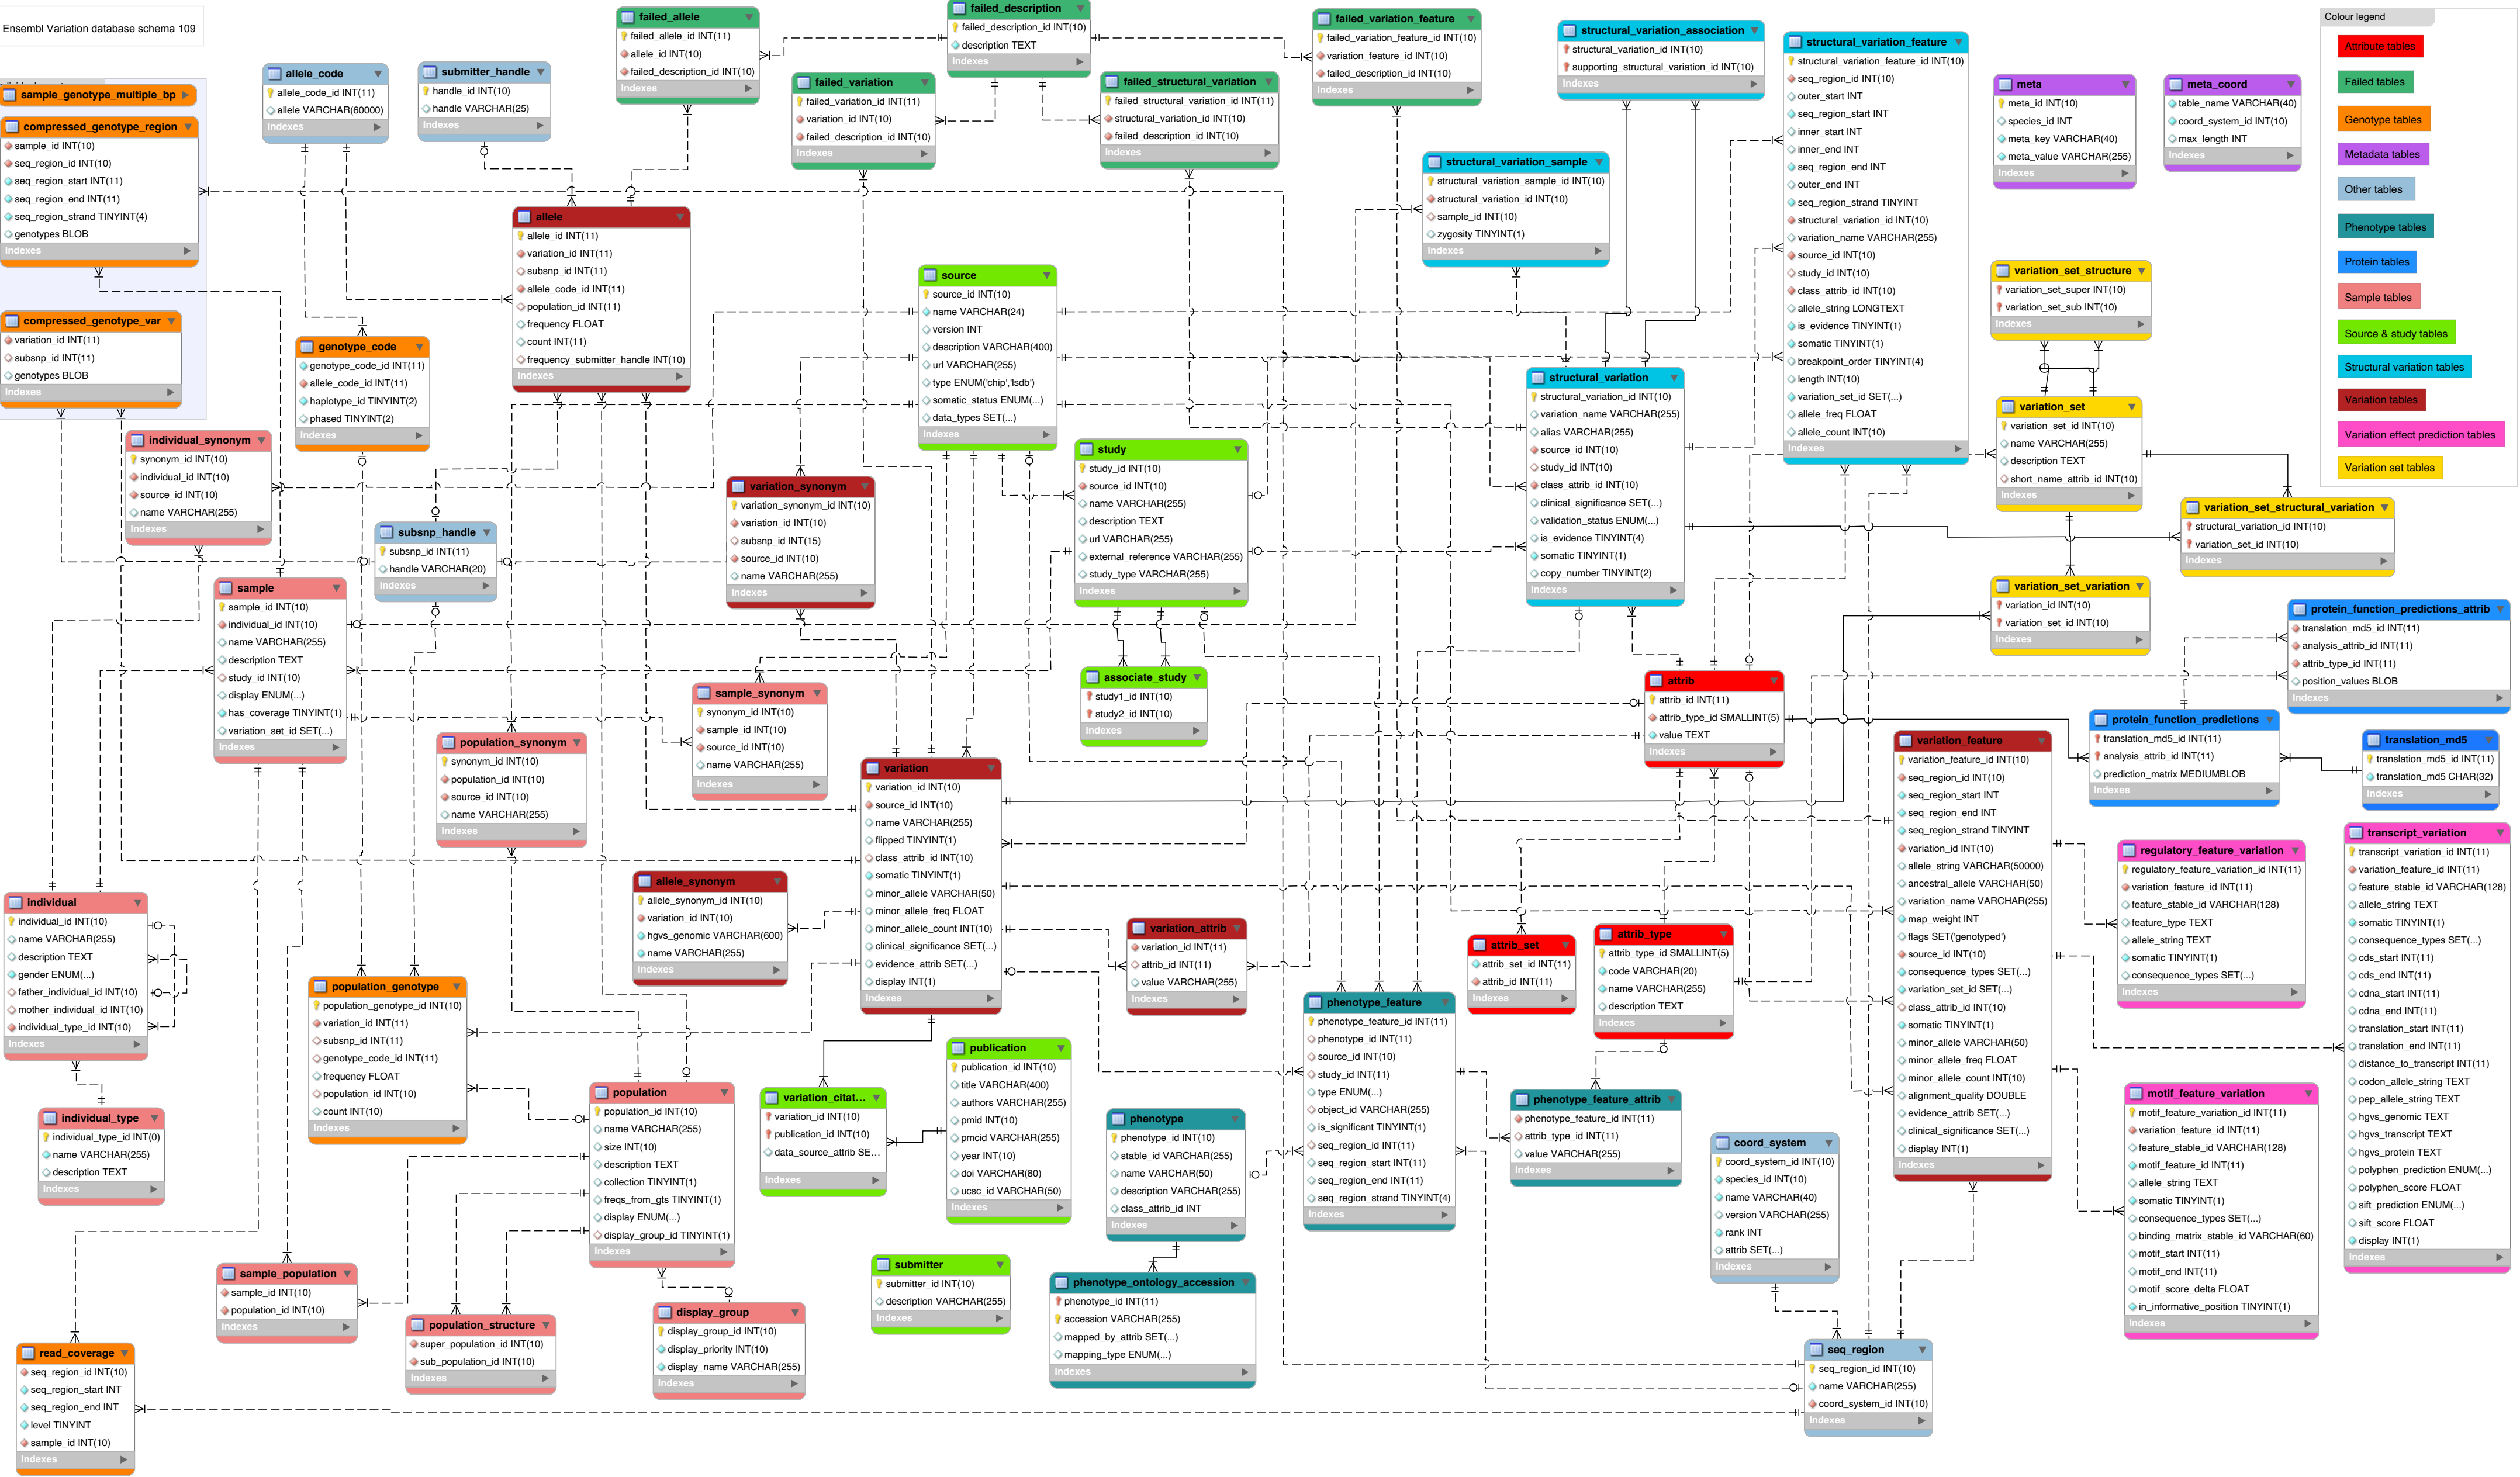 Ensembl Variation database schema 109
sample_genotype_multiple_bp
compressed_genotype_region
sample_id INT(10)
seq_region_id INT(10)
seq_region_start INT(11)
seq_region_end INT(11)
seq_region_strand TINYINT(4)
genotypes BLOB
Indexes
compressed_genotype_var
variation_id INT(11)
subsnp_id INT(11)
genotypes BLOB
Indexes
allele_code
allele_code_id INT(11)
allele VARCHAR(60000)
Indexes
submitter_handle
handle_id INT(10)
handle VARCHAR(25)
Indexes
failed_allele
failed_allele_id INT(11)
allele_id INT(10)
failed_description_id INT(10)
Indexes
failed_description
failed_description_id INT(10)
description TEXT
Indexes
failed_variation
failed_variation_id INT(11)
variation_id INT(10)
failed_description_id INT(10)
Indexes
failed_structural_variation
failed_structural_variation_id INT(11)
structural_variation_id INT(10)
failed_description_id INT(10)
Indexes
failed_variation_feature
failed_variation_feature_id INT(10)
variation_feature_id INT(10)
failed_description_id INT(10)
Indexes
structural_variation_association
structural_variation_id INT(10)
supporting_structural_variation_id INT(10)
Indexes
structural_variation_sample
structural_variation_sample_id INT(10)
structural_variation_id INT(10)
sample_id INT(10)
zygosity TINYINT(1)
Indexes
structural_variation_feature
structural_variation_feature_id INT(10)
seq_region_id INT(10)
outer_start INT
seq_region_start INT
inner_start INT
inner_end INT
seq_region_end INT
outer_end INT
seq_region_strand TINYINT
structural_variation_id INT(10)
variation_name VARCHAR(255)
source_id INT(10)
study_id INT(10)
class_attrib_id INT(10)
allele_string LONGTEXT
is_evidence TINYINT(1)
somatic TINYINT(1)
breakpoint_order TINYINT(4)
length INT(10)
variation_set_id SET(...)
allele_freq FLOAT
allele_count INT(10)
Indexes
meta
meta_id INT(10)
species_id INT
meta_key VARCHAR(40)
meta_value VARCHAR(255)
Indexes
meta_coord
table_name VARCHAR(40)
coord_system_id INT(10)
max_length INT
Indexes
Colour legend
Attribute tables
Failed tables
Genotype tables
Metadata tables
Other tables
Phenotype tables
Protein tables
Sample tables
Source & study tables
Structural variation tables
Variation tables
Variation effect prediction tables
Variation set tables
allele
allele_id INT(11)
variation_id INT(11)
subsnp_id INT(11)
allele_code_id INT(11)
population_id INT(11)
frequency FLOAT
count INT(11)
frequency_submitter_handle INT(10)
Indexes
genotype_code
genotype_code_id INT(11)
allele_code_id INT(11)
haplotype_id TINYINT(2)
phased TINYINT(2)
Indexes
source
source_id INT(10)
name VARCHAR(24)
version INT
description VARCHAR(400)
url VARCHAR(255)
type ENUM('chip','lsdb')
somatic_status ENUM(...)
data_types SET(...)
Indexes
study
study_id INT(10)
source_id INT(10)
name VARCHAR(255)
description TEXT
url VARCHAR(255)
external_reference VARCHAR(255)
study_type VARCHAR(255)
Indexes
structural_variation
structural_variation_id INT(10)
variation_name VARCHAR(255)
alias VARCHAR(255)
source_id INT(10)
study_id INT(10)
class_attrib_id INT(10)
clinical_significance SET(...)
validation_status ENUM(...)
is_evidence TINYINT(4)
somatic TINYINT(1)
copy_number TINYINT(2)
Indexes
variation_set_structure
variation_set_super INT(10)
variation_set_sub INT(10)
Indexes
variation_set
variation_set_id INT(10)
name VARCHAR(255)
description TEXT
short_name_attrib_id INT(10)
Indexes
variation_set_structural_variation
structural_variation_id INT(10)
variation_set_id INT(10)
Indexes
variation_set_variation
variation_id INT(10)
variation_set_id INT(10)
Indexes
individual_synonym
synonym_id INT(10)
individual_id INT(10)
source_id INT(10)
name VARCHAR(255)
Indexes
subsnp_handle
subsnp_id INT(11)
handle VARCHAR(20)
Indexes
variation_synonym
variation_synonym_id INT(10)
variation_id INT(10)
subsnp_id INT(15)
source_id INT(10)
name VARCHAR(255)
Indexes
sample
sample_id INT(10)
individual_id INT(10)
name VARCHAR(255)
description TEXT
study_id INT(10)
display ENUM(...)
has_coverage TINYINT(1)
variation_set_id SET(...)
Indexes
sample_synonym
synonym_id INT(10)
sample_id INT(10)
source_id INT(10)
name VARCHAR(255)
Indexes
associate_study
study1_id INT(10)
study2_id INT(10)
Indexes
population_synonym
synonym_id INT(10)
population_id INT(10)
source_id INT(10)
name VARCHAR(255)
Indexes
attrib
attrib_id INT(11)
attrib_type_id SMALLINT(5)
value TEXT
Indexes
protein_function_predictions_attrib
translation_md5_id INT(11)
analysis_attrib_id INT(11)
attrib_type_id INT(11)
position_values BLOB
Indexes
protein_function_predictions
translation_md5_id INT(11)
analysis_attrib_id INT(11)
prediction_matrix MEDIUMBLOB
Indexes
translation_md5
translation_md5_id INT(11)
translation_md5 CHAR(32)
Indexes
variation
variation_id INT(10)
source_id INT(10)
name VARCHAR(255)
flipped TINYINT(1)
class_attrib_id INT(10)
somatic TINYINT(1)
minor_allele VARCHAR(50)
minor_allele_freq FLOAT
minor_allele_count INT(10)
clinical_significance SET(...)
evidence_attrib SET(...)
display INT(1)
Indexes
variation_feature
variation_feature_id INT(10)
seq_region_id INT(10)
seq_region_start INT
seq_region_end INT
seq_region_strand TINYINT
variation_id INT(10)
allele_string VARCHAR(50000)
ancestral_allele VARCHAR(50)
variation_name VARCHAR(255)
map_weight INT
flags SET('genotyped')
source_id INT(10)
consequence_types SET(...)
variation_set_id SET(...)
class_attrib_id INT(10)
somatic TINYINT(1)
minor_allele VARCHAR(50)
minor_allele_freq FLOAT
minor_allele_count INT(10)
alignment_quality DOUBLE
evidence_attrib SET(...)
clinical_significance SET(...)
display INT(1)
Indexes
regulatory_feature_variation
regulatory_feature_variation_id INT(11)
variation_feature_id INT(11)
feature_stable_id VARCHAR(128)
feature_type TEXT
allele_string TEXT
somatic TINYINT(1)
consequence_types SET(...)
Indexes
transcript_variation
transcript_variation_id INT(11)
variation_feature_id INT(11)
feature_stable_id VARCHAR(128)
allele_string TEXT
somatic TINYINT(1)
consequence_types SET(...)
cds_start INT(11)
cds_end INT(11)
cdna_start INT(11)
cdna_end INT(11)
translation_start INT(11)
translation_end INT(11)
distance_to_transcript INT(11)
codon_allele_string TEXT
pep_allele_string TEXT
hgvs_genomic TEXT
hgvs_transcript TEXT
hgvs_protein TEXT
polyphen_prediction ENUM(...)
polyphen_score FLOAT
sift_prediction ENUM(...)
sift_score FLOAT
display INT(1)
Indexes
motif_feature_variation
motif_feature_variation_id INT(11)
variation_feature_id INT(11)
feature_stable_id VARCHAR(128)
motif_feature_id INT(11)
allele_string TEXT
somatic TINYINT(1)
consequence_types SET(...)
binding_matrix_stable_id VARCHAR(60)
motif_start INT(11)
motif_end INT(11)
motif_score_delta FLOAT
in_informative_position TINYINT(1)
Indexes
individual
individual_id INT(10)
name VARCHAR(255)
description TEXT
gender ENUM(...)
father_individual_id INT(10)
mother_individual_id INT(10)
individual_type_id INT(10)
Indexes
individual_type
individual_type_id INT(0)
name VARCHAR(255)
description TEXT
Indexes
allele_synonym
allele_synonym_id INT(10)
variation_id INT(10)
hgvs_genomic VARCHAR(600)
name VARCHAR(255)
Indexes
variation_attrib
variation_id INT(11)
attrib_id INT(11)
value VARCHAR(255)
Indexes
attrib_set
attrib_set_id INT(11)
attrib_id INT(11)
Indexes
attrib_type
attrib_type_id SMALLINT(5)
code VARCHAR(20)
name VARCHAR(255)
description TEXT
Indexes
population_genotype
population_genotype_id INT(10)
variation_id INT(11)
subsnp_id INT(11)
genotype_code_id INT(11)
frequency FLOAT
population_id INT(10)
count INT(10)
Indexes
phenotype_feature
phenotype_feature_id INT(11)
phenotype_id INT(11)
source_id INT(10)
study_id INT(11)
type ENUM(...)
object_id VARCHAR(255)
is_significant TINYINT(1)
seq_region_id INT(11)
seq_region_start INT(11)
seq_region_end INT(11)
seq_region_strand TINYINT(4)
Indexes
phenotype_feature_attrib
phenotype_feature_id INT(11)
attrib_type_id INT(11)
value VARCHAR(255)
Indexes
population
population_id INT(10)
name VARCHAR(255)
size INT(10)
description TEXT
collection TINYINT(1)
freqs_from_gts TINYINT(1)
display ENUM(...)
display_group_id TINYINT(1)
Indexes
variation_citat...
variation_id INT(10)
publication_id INT(10)
data_source_attrib SE...
Indexes
publication
publication_id INT(10)
title VARCHAR(400)
authors VARCHAR(255)
pmid INT(10)
pmcid VARCHAR(255)
year INT(10)
doi VARCHAR(80)
ucsc_id VARCHAR(50)
Indexes
phenotype
phenotype_id INT(10)
stable_id VARCHAR(255)
name VARCHAR(50)
description VARCHAR(255)
class_attrib_id INT
Indexes
coord_system
coord_system_id INT(10)
species_id INT(10)
name VARCHAR(40)
version VARCHAR(255)
rank INT
attrib SET(...)
Indexes
sample_population
sample_id INT(10)
population_id INT(10)
Indexes
population_structure
super_population_id INT(10)
sub_population_id INT(10)
Indexes
display_group
display_group_id INT(10)
display_priority INT(10)
display_name VARCHAR(255)
Indexes
submitter
submitter_id INT(10)
description VARCHAR(255)
Indexes
phenotype_ontology_accession
phenotype_id INT(11)
accession VARCHAR(255)
mapped_by_attrib SET(...)
mapping_type ENUM(...)
Indexes
read_coverage
seq_region_id INT(10)
seq_region_start INT
seq_region_end INT
level TINYINT
sample_id INT(10)
Indexes
seq_region
seq_region_id INT(10)
name VARCHAR(255)
coord_system_id INT(10)
Indexes